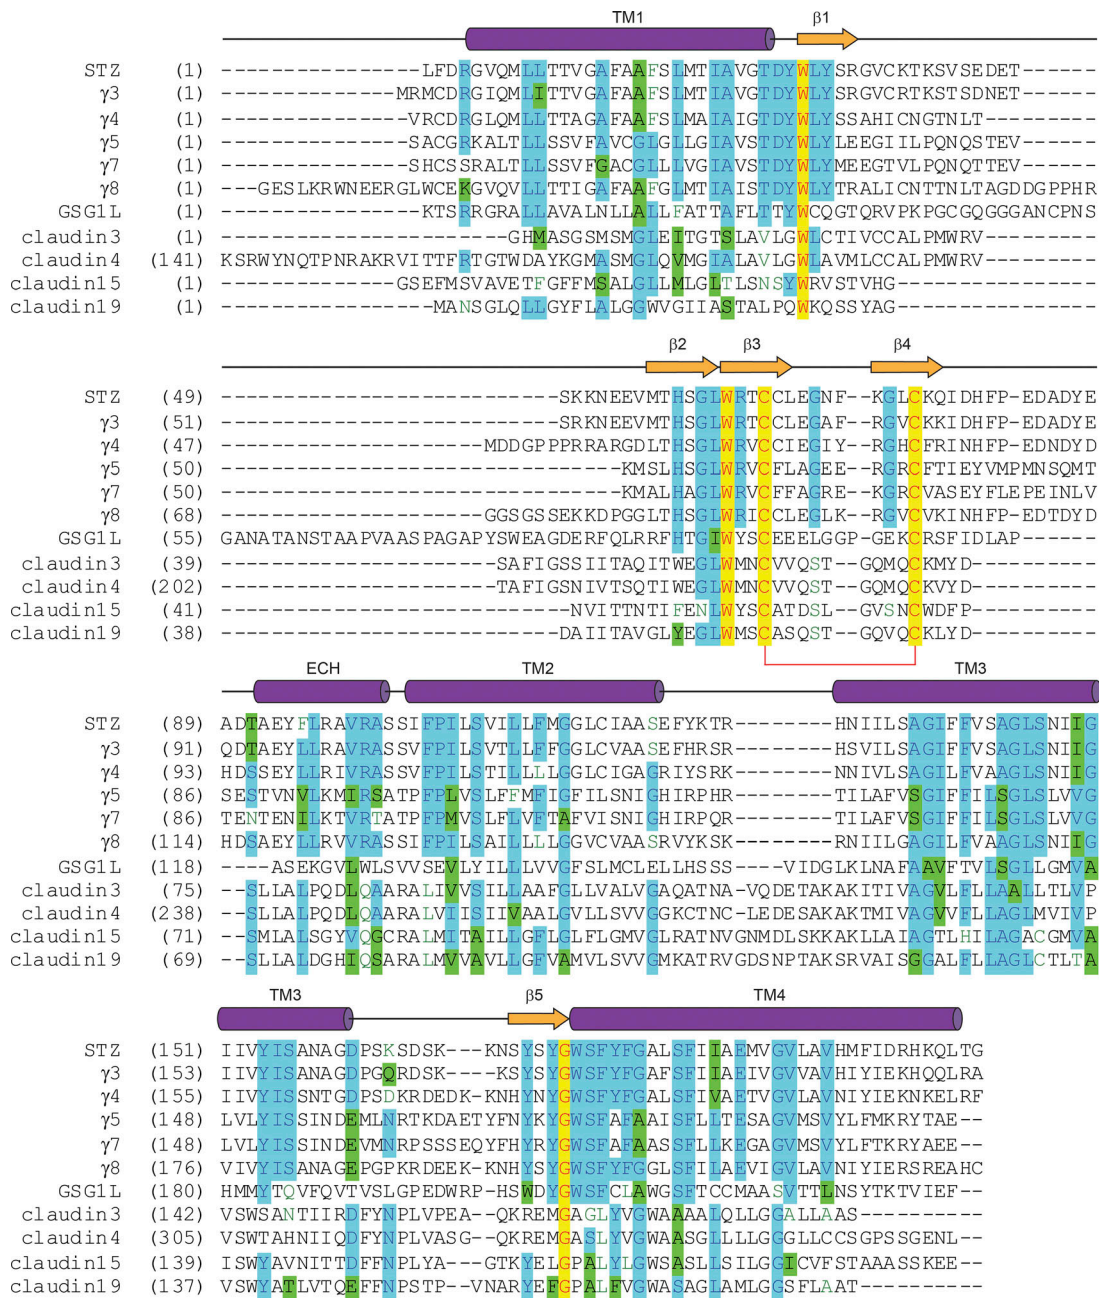 TM1 β1
STZ (1) ----------------LFDRGVQMLLTTVGAFAAFSLMTIAVGTDYWLYSRGVCKTKSVSEDET------
γ3 (1) --------------MRMCDRGIQMLITTVGAFAAFSLMTIAVGTDYWLYSRGVCRTKSTSDNET------
γ4 (1) ---------------VRCDRGLQMLLTTAGAFAAFSLMAIAIGTDYWLYSSAHICNGTNLT---------
γ5 (1) ---------------SACGRKALTLLSSVFAVCGLGLLGIAVSTDYWLYLEEGIILPQNQSTEV------
γ7 (1) ---------------SHCSSRALTLLSSVFGACGLLLVGIAVSTDYWLYMEEGTVLPQNQTTEV------
γ8 (1) ---GESLKRWNEERGLWCEKGVQVLLTTIGAFAAFGLMTIAISTDYWLYTRALICNTTNLTAGDDGPPHR
GSG1L (1) ----------------KTSRRGRALLAVALNLLALLFATTAFLTTYWCQGTQRVPKPGCGQGGGANCPNS
claudin3 (1) -----------------------GHMASGSMSMGLEITGTSLAVLGWLCTIVCCALPMWRV---------
claudin4 (141) KSRWYNQTPNRAKRVITTFRTGTWDAYKGMASMGLQVMGIALAVLGWLAVMLCCALPMWRV---------
claudin15 (1) ----------------GSEFMSVAVETFGFFMSALGLLMLGLTLSNSYWRVSTVHG--------------
claudin19 (1) -----------------MANSGLQLLGYFLALGGWVGIIASTALPQWKQSSYAG----------------
β2 β3 β4
STZ (49) ---------------------------SKKNEEVMTHSGLWRTCCLEGNF--KGLCKQIDHFP-EDADYE
γ3 (51) ---------------------------SRKNEEVMTHSGLWRTCCLEGAF--RGVCKKIDHFP-EDADYE
γ4 (47) ---------------------MDDGPPPRRARGDLTHSGLWRVCCIEGIY--RGHCFRINHFP-EDNDYD
γ5 (50) --------------------------------KMSLHSGLWRVCFLAGEE--RGRCFTIEYVMPMNSQMT
γ7 (50) --------------------------------KMALHAGLWRVCFFAGRE--KGRCVASEYFLEPEINLV
γ8 (68) ---------------------GGSGSSEKKDPGGLTHSGLWRICCLEGLK--RGVCVKINHFP-EDTDYD
GSG1L (55) GANATANSTAAPVAASPAGAPYSWEAGDERFQLRRFHTGIWYSCEEELGGP-GEKCRSFIDLAP------
claudin3 (39) ----------------------SAFIGSSIITAQITWEGLWMNCVVQST---GQMQCKMYD---------
claudin4 (202) ----------------------TAFIGSNIVTSQTIWEGLWMNCVVQST---GQMQCKVYD---------
claudin15 (41) ----------------------------NVITTNTIFENLWYSCATDSL--GVSNCWDFP----------
claudin19 (38) ---------------------------DAIITAVGLYEGLWMSCASQST---GQVQCKLYD---------
ECH TM2 TM3
STZ (89) ADTAEYFLRAVRASSIFPILSVILLFMGGLCIAASEFYKTR--------HNIILSAGIFFVSAGLSNIIG
γ3 (91) QDTAEYLLRAVRASSVFPILSVTLLFFGGLCVAASEFHRSR--------HSVILSAGIFFVSAGLSNIIG
γ4 (93) HDSSEYLLRIVRASSVFPILSTILLLLGGLCIGAGRIYSRK--------NNIVLSAGILFVAAGLSNIIG
γ5 (86) SESTVNVLKMIRSATPFPLVSLFFMFIGFILSNIGHIRPHR--------TILAFVSGIFFILSGLSLVVG
γ7 (86) TENTENILKTVRTATPFPMVSLFLVFTAFVISNIGHIRPQR--------TILAFVSGIFFILSGLSLVVG
γ8 (114) HDSAEYLLRVVRASSIFPILSAILLLLGGVCVAASRVYKSK--------RNIILGAGILFVAAGLSNIIG
GSG1L (118) ----ASEKGVLWLSVVSEVLYILLLVVGFSLMCLELLHSSS-----VIDGLKLNAFAAVFTVLSGLLGMVA
claudin3 (75) --SLLALPQDLQAARALIVVSILLAAFGLLVALVGAQATNA-VQDETAKAKITIVAGVLFLLAALLTLVP
claudin4 (238) --SLLALPQDLQAARALVIISIIVAALGVLLSVVGGKCTNC-LEDESAKAKTMIVAGVVFLLAGLMVIVP
claudin15 (71) --SMLALSGYVQGCRALMITAILLGFLGLFLGMVGLRATNVGNMDLSKKAKLLAIAGTLHILAGACGMVA
claudin19 (69) --SLLALDGHIQSARALMVVAVLLGFVAMVLSVVGMKATRVGDSNPTAKSRVAISGGALFLLAGLCTLTA
TM3 β5 TM4
STZ (151) IIVYISANAGDPSKSDSK---KNSYSYGWSFYFGALSFIIAEMVGVLAVHMFIDRHKQLTG
γ3 (153) IIVYISANAGDPGQRDSK---KSYSYGWSFYFGAFSFIIAEIVGVVAVHIYIEKHQQLRA
γ4 (155) IIVYISSNTGDPSDKRDEDK-KNHYNYGWSFYFGALSFIVAETVGVLAVNIYIEKNKELRF
γ5 (148) LVLYISSINDEMLNRTKDAETYFNYKYGWSFAFAAISFLLTESAGVMSVYLFMKRYTAE--
γ7 (148) LVLYISSINDEVMNRPSSSEQYFHYRYGWSFAFAASSFLLKEGAGVMSVYLFTKRYAEE--
γ8 (176) VIVYISANAGEPGPKRDEEK-KNHYSYGWSFYFGGLSFILAEVIGVLAVNIYIERSREAHC
GSG1L (180) HMMYTQVFQVTVSLGPEDWRP-HSWDYGWSFCLAWGSFTCCMAASVTTLNSYTKTVIEF--
claudin3 (142) VSWSANTIIRDFYNPLVPEA--QKREMGAGLYVGWAAAALQLLGGALLAAS----------
claudin4 (305) VSWTAHNIIQDFYNPLVASG--QKREMGASLYVGWAASGLLLLGGGLLCCSGPSSGENL--
claudin15 (139) ISWYAVNITTDFFNPLYA---GTKYELGPALYLGWSASLLSILGGICVFSTAAASSKEE--
claudin19 (137) VSWYATLVTQEFFNPSTP--VNARYEFGPALFVGWASAGLAMLGGSFLAAT----------